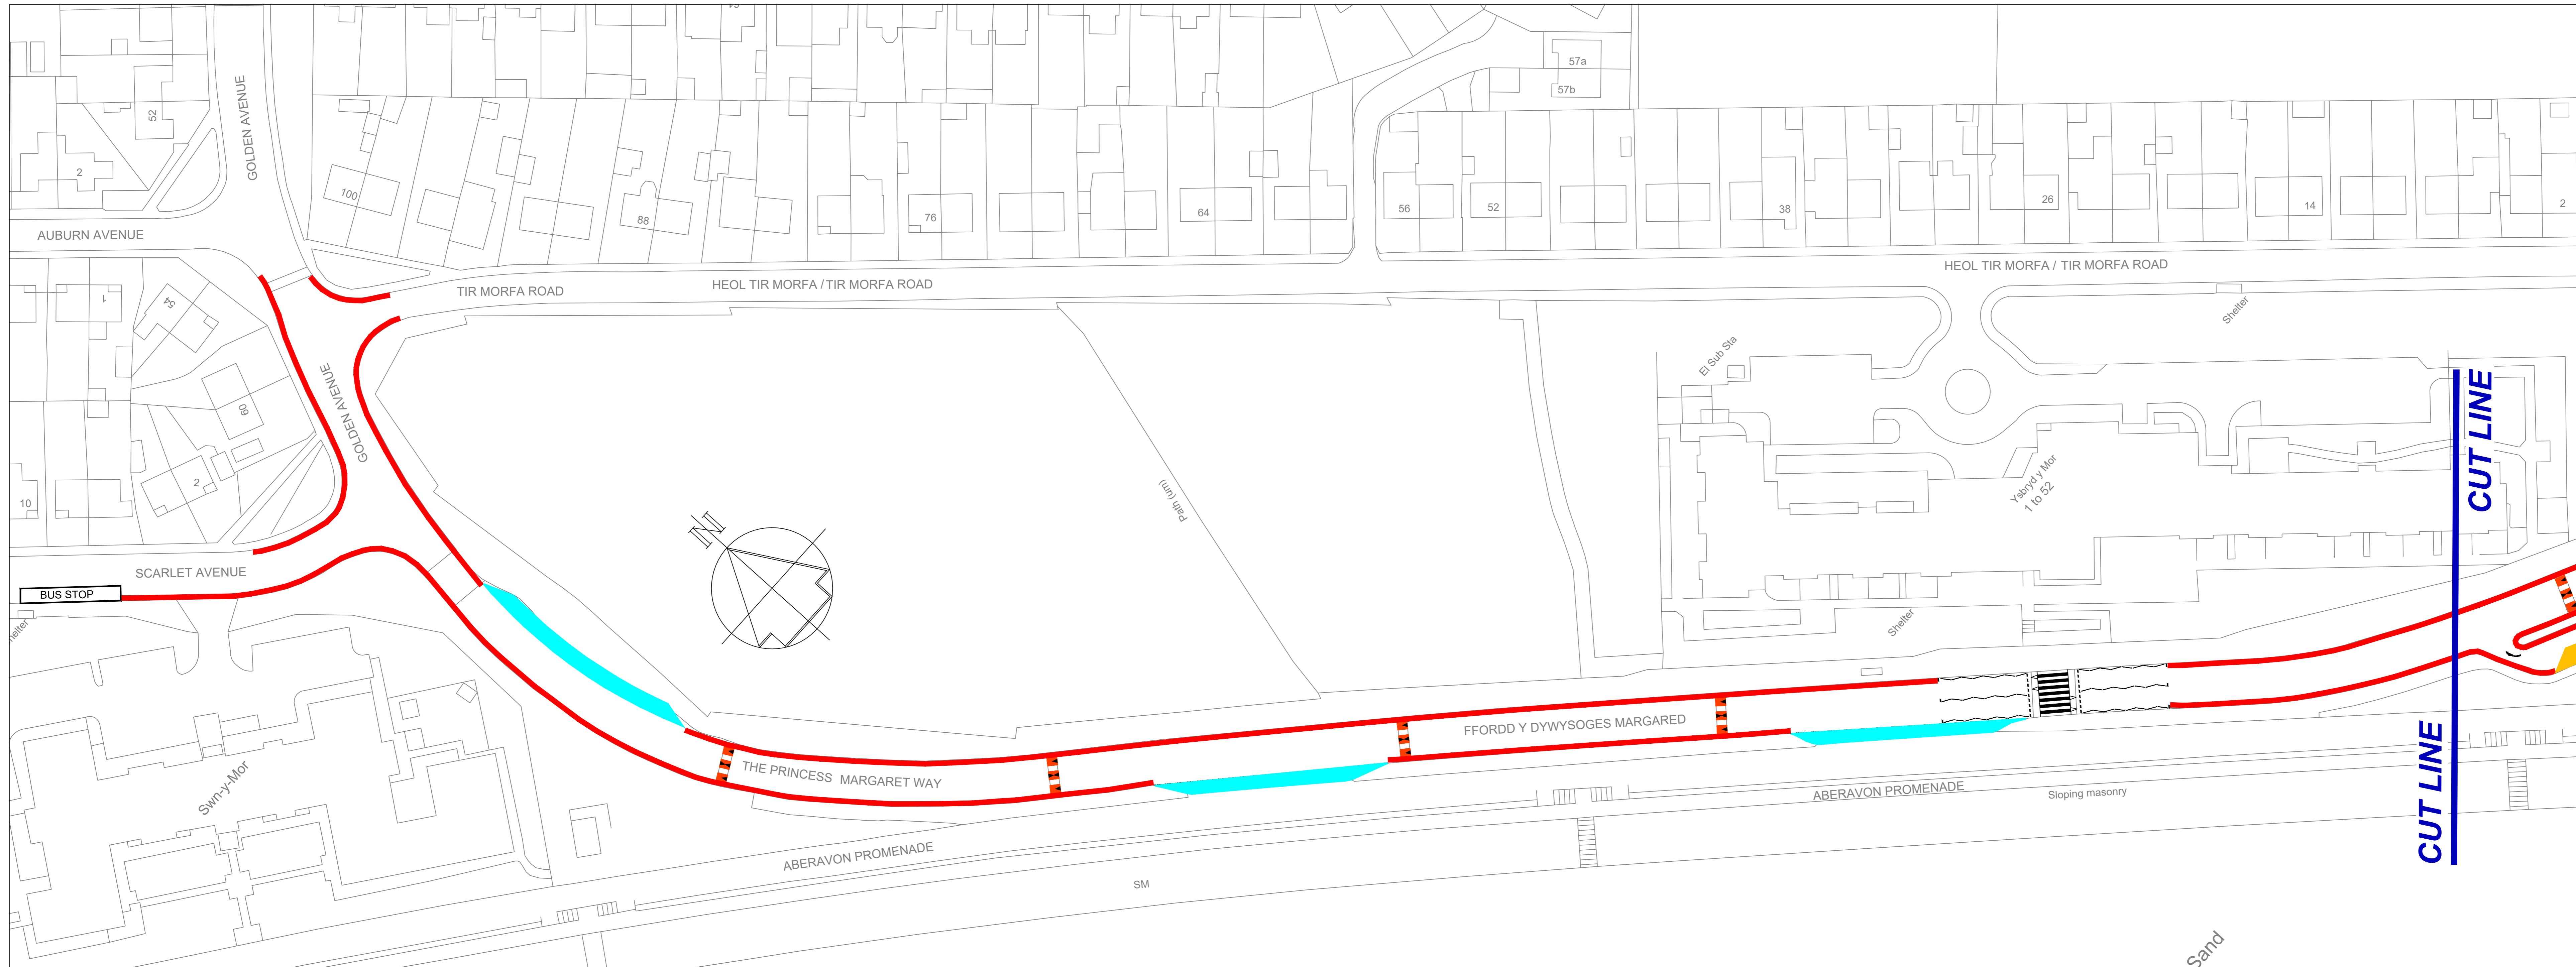 61
57a
57b
GOLDEN AVENUE
52
2
100
88
76
64
56
52
38
26
14
2
AUBURN AVENUE
TIR MORFA ROAD
HEOL TIR MORFA / TIR MORFA ROAD
HEOL TIR MORFA / TIR MORFA ROAD
1
54
Shelter
El Sub Sta
GOLDEN AVENUE
60
2
10
Path (um)
Ysbryd y Mor
1 to 52
CUT LINE
N
SCARLET AVENUE
BUS STOP
Shelter
FFORDD Y DYWYSOGES MARGARED
THE PRINCESS MARGARET WAY
Swn-y-Mor
ABERAVON PROMENADE
Sloping masonry
CUT LINE
ABERAVON PROMENADE
SM
Sand